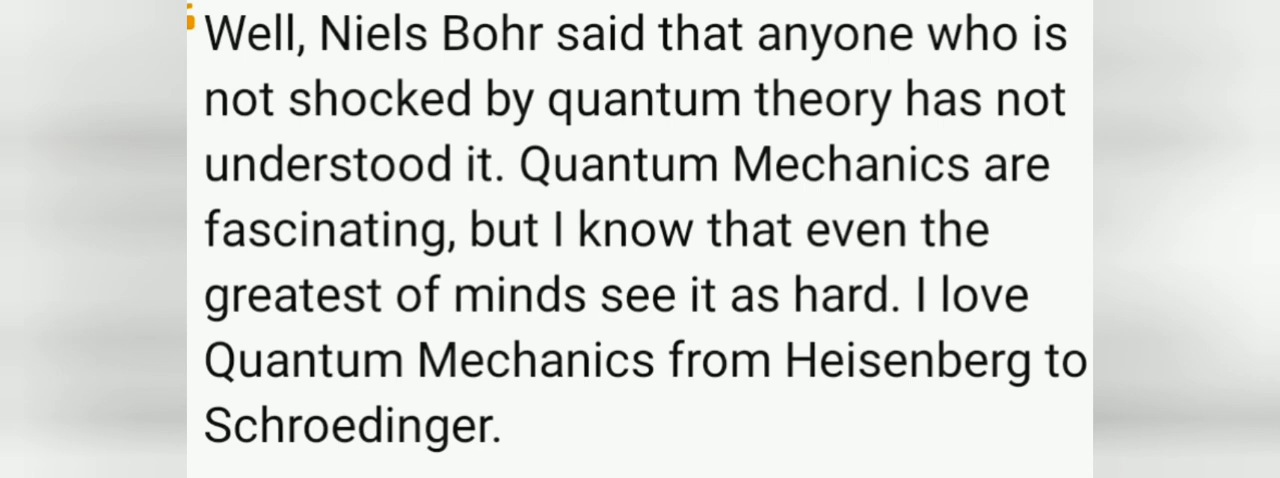 Well, Niels Bohr said that anyone who is
not shocked by quantum theory has not
understood it. Quantum Mechanics are
fascinating, but I know that even the
greatest of minds see it as hard. I love
Quantum Mechanics from Heisenberg to
Schroedinger.